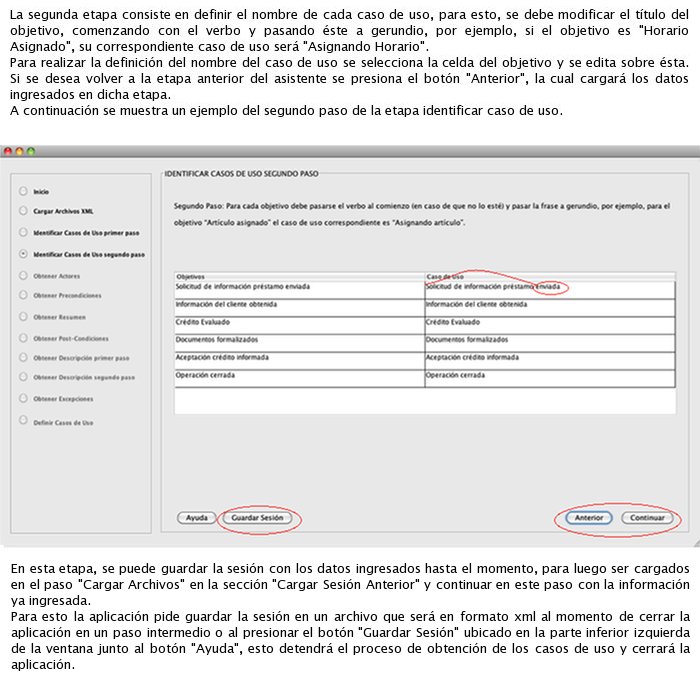 La segunda etapa consiste en definir el nombre de cada caso de uso, para esto, se debe modificar el título del
objetivo, comenzando con el verbo y pasando éste a gerundio, por ejemplo, si el objetivo es "Horario
Asignado", su correspondiente caso de uso será "Asignando Horario".
Para realizar la definición del nombre del caso de uso se selecciona la celda del objetivo y se edita sobre ésta.
Si se desea volver a la etapa anterior del asistente se presiona el botón "Anterior", la cual cargará los datos
ingresados en dicha etapa.
A continuación se muestra un ejemplo del segundo paso de la etapa identificar caso de uso.
Inicio
Cargar Archivos XML
Identificar Casos de Uso primer paso
Identificar Casos de Uso segundo paso
Obtener Actores
Obtener Precondiciones
Obtener Resumen
Obtener Post-Condiciones
Obtener Descripción primer paso
Obtener Descripción segundo paso
Obtener Excepciones
Definir Casos de Uso
IDENTIFICAR CASOS DE USO SEGUNDO PASO
Segundo Paso: Para cada objetivo debe pasarse el verbo al comienzo (en caso de que no lo esté) y pasar la frase a gerundio, por ejemplo, para el
objetivo "Artículo asignado" el caso de uso correspondiente es "Asignando artículo".
Objetivos Caso de Uso
Solicitud de información préstamo enviada Solicitud de información préstamo enviada
Información del cliente obtenida Información del cliente obtenida
Crédito Evaluado Crédito Evaluado
Documentos formalizados Documentos formalizados
Aceptación crédito informada Aceptación crédito informada
Operación cerrada Operación cerrada
Ayuda Guardar Sesión Anterior Continuar
En esta etapa, se puede guardar la sesión con los datos ingresados hasta el momento, para luego ser cargados
en el paso "Cargar Archivos" en la sección "Cargar Sesión Anterior" y continuar en este paso con la información
ya ingresada.
Para esto la aplicación pide guardar la sesión en un archivo que será en formato xml al momento de cerrar la
aplicación en un paso intermedio o al presionar el botón "Guardar Sesión" ubicado en la parte inferior izquierda
de la ventana junto al botón "Ayuda", esto detendrá el proceso de obtención de los casos de uso y cerrará la
aplicación.